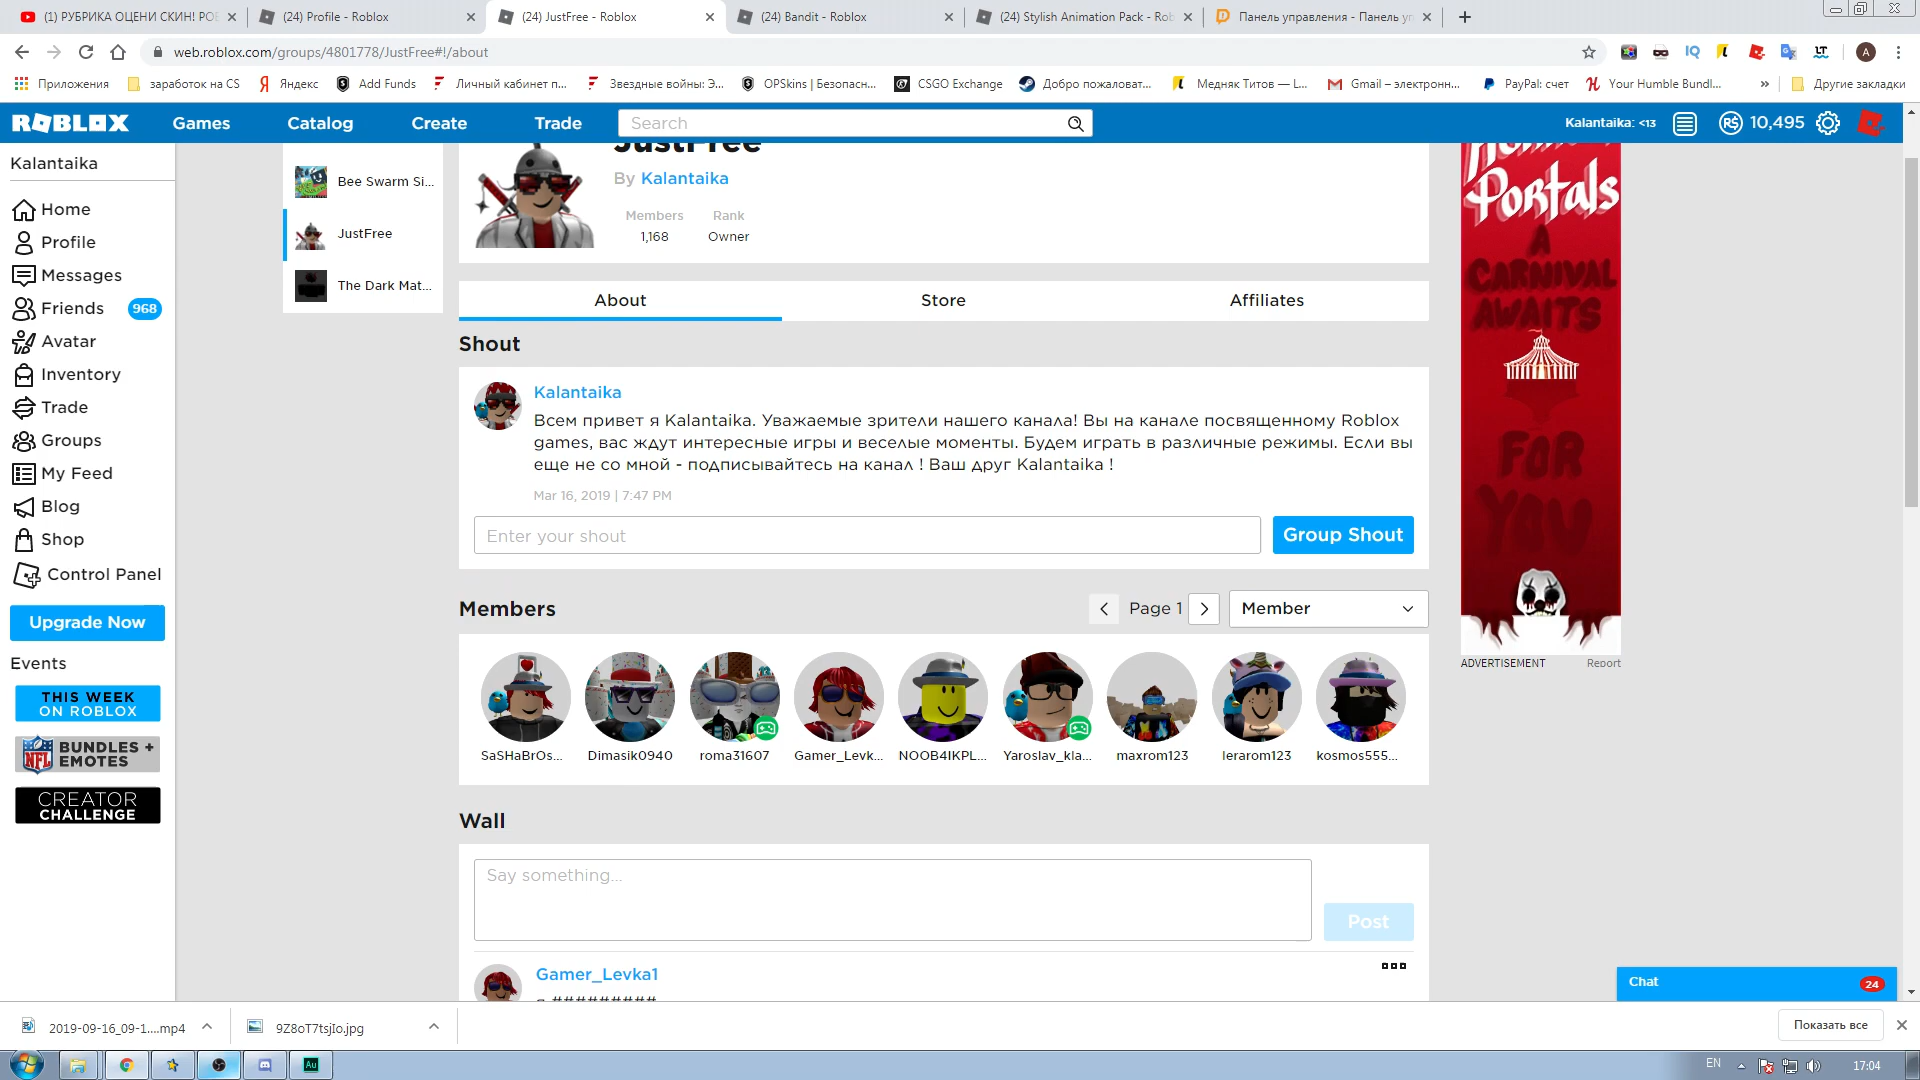 (1) РУБРИКА ОЦЕНИ СКИН! РОБ
(24) Profile - Roblox
(24) JustFree - Roblox
(24) Bandit - Roblox
(24) Stylish Animation Pack - Rob
Панель управления - Панель уп
web.roblox.com/groups/4801778/JustFree#!/about
Приложения
заработок на CS
Яндекс
Add Funds
Личный кабинет п...
Звездные войны: Э...
OPSkins | Безопасн...
CSGO Exchange
Добро пожаловат...
Медняк Титов — L...
Gmail – электронн...
PayPal: счет
Your Humble Bundl...
»
Другие закладки
ROBLOX
Games
Catalog
Create
Trade
Search
Kalantaika: <13
10,495
Kalantaika
Home
Profile
Messages
Friends 968
Avatar
Inventory
Trade
Groups
My Feed
Blog
Shop
Control Panel
Upgrade Now
Events
THIS WEEK
ON ROBLOX
BUNDLES +
EMOTES
CREATOR
CHALLENGE
Bee Swarm Si...
JustFree
The Dark Mat...
JustFree
By Kalantaika
Members Rank
1,168 Owner
About
Store
Affiliates
Shout
Kalantaika
Всем привет я Kalantaika. Уважаемые зрители нашего канала! Вы на канале посвященному Roblox
games, вас ждут интересные игры и веселые моменты. Будем играть в различные режимы. Если вы
еще не со мной - подписывайтесь на канал ! Ваш друг Kalantaika !
Mar 16, 2019 | 7:47 PM
Enter your shout
Group Shout
Members
Page 1
Member
SaSHaBrOs...
Dimasik0940
roma31607
Gamer_Levk...
NOOB4IKPL...
Yaroslav_kla...
maxrom123
lerarom123
kosmos555...
Wall
Say something...
Post
Gamer_Levka1
Portals
A
CARNIVAL
AWAITS
FOR
YOU
ADVERTISEMENT
Report
Chat
24
2019-09-16_09-1....mp4
9Z8oT7tsjIo.jpg
Показать все
EN
17:04